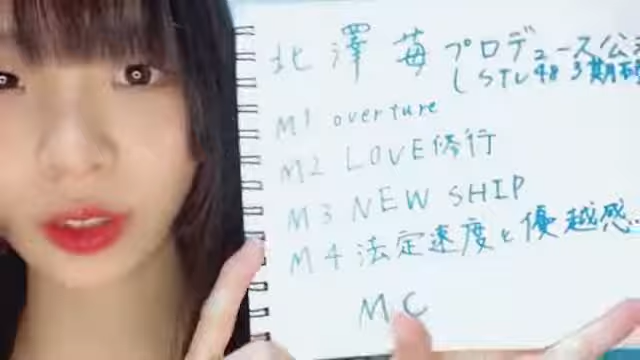 北澤苺 プロデュース公
(STU48 3期研
M1 overture
M2 LOVE修行
M3 NEW SHIP
M4 法定速度と優越感
MC